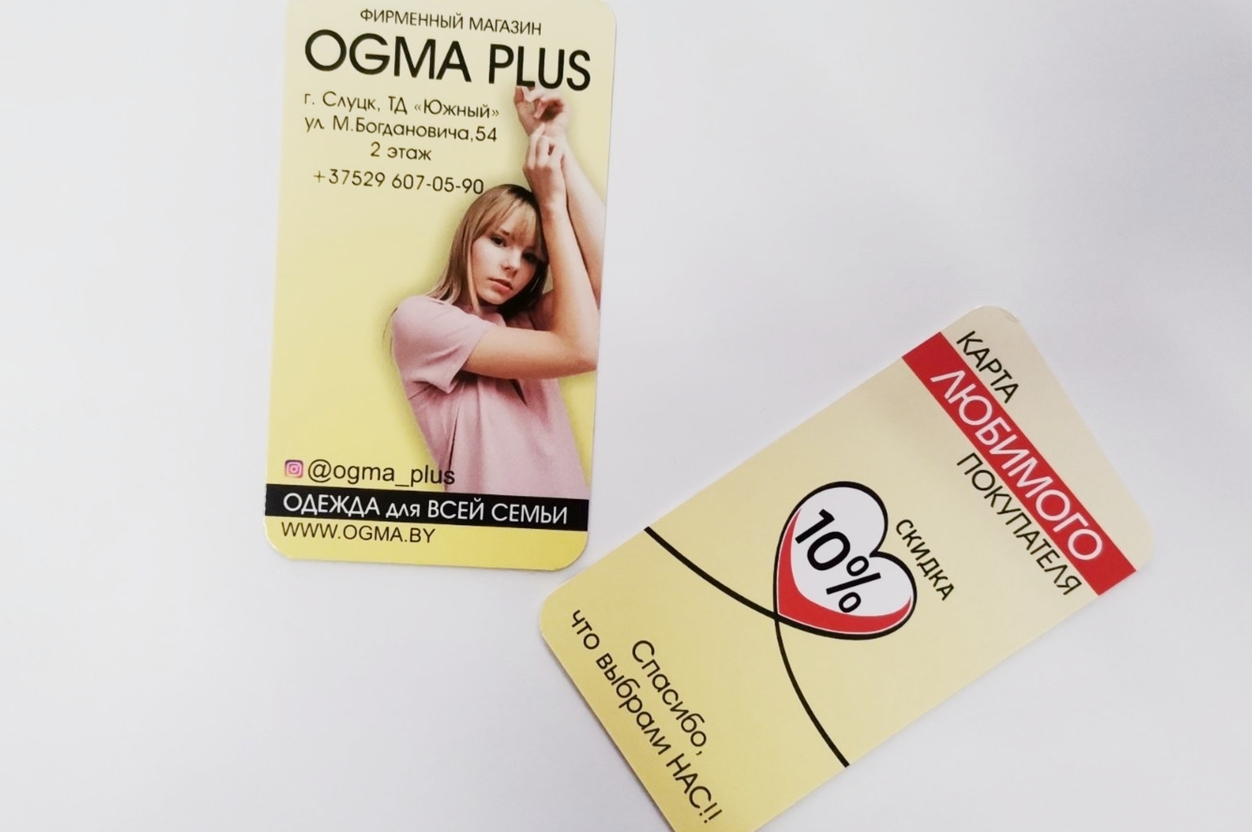 ФИРМЕННЫЙ МАГАЗИН
OGMA PLUS
г. Слуцк, ТД «Южный»
ул М.Богдановича,54
2 этаж
+37529 607-05-90
@ogma_plus
ОДЕЖДА для ВСЕЙ СЕМЬИ
WWW.OGMA.BY
КАРТА
ЛЮБИМОГО
ПОКУПАТЕЛЯ
СКИДКА
10%
Спасибо,
что выбрали НАС!!